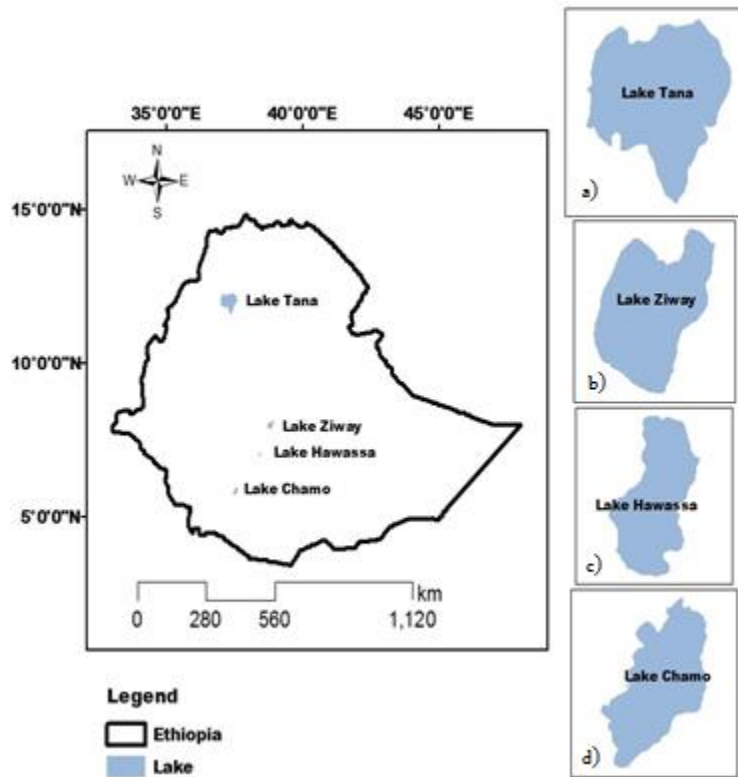 35°0'0"E 40°0'0"E 45°0'0"E
N
W E
S
15°0'0"N
10°0'0"N
5°0'0"N
Lake Tana
Lake Ziway
Lake Hawassa
Lake Chamo
km
0 280 560 1,120
Legend
Ethiopia
Lake
Lake Tana
a)
Lake Ziway
b)
Lake Hawassa
c)
Lake Chamo
d)